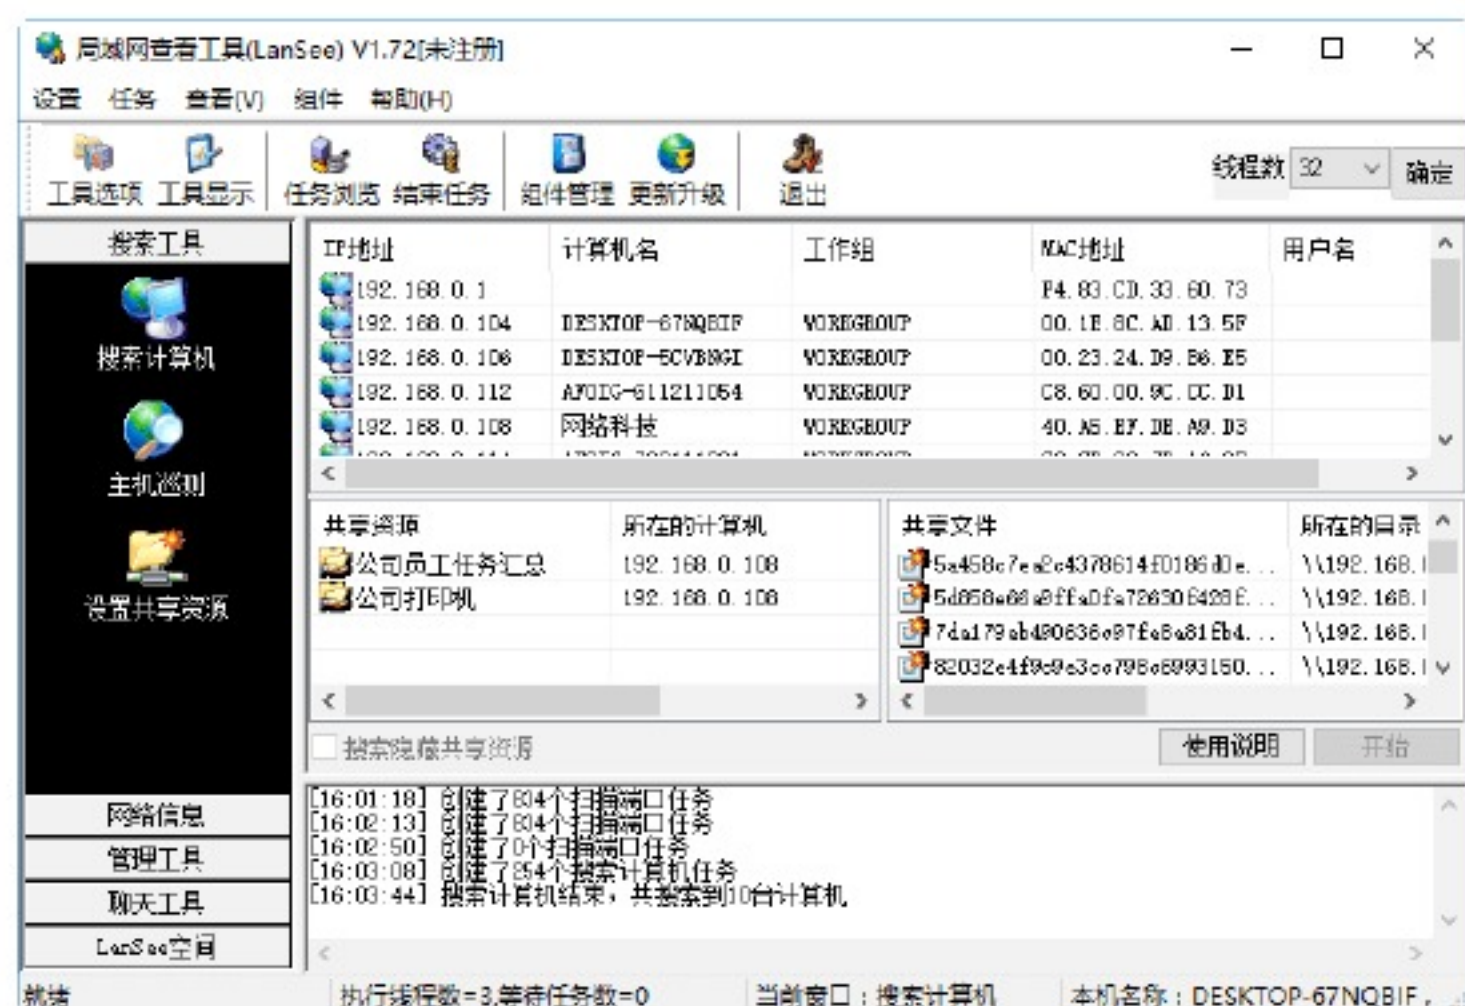 局域网查看工具(LanSee) V1.72[未注册]
设置 任务 查看(V) 组件 帮助(H)
工具选项 工具显示 任务浏览 结束任务 组件管理 更新升级 退出 线程数 32 确定
搜索工具
搜索计算机
主机巡测
设置共享资源
网络信息
管理工具
聊天工具
LanSee空间
IP地址 计算机名 工作组 MAC地址 用户名
192.168.0.1 F4.83.CD.33.60.73
192.168.0.104 DESKTOP-67NQBIF WORKGROUP 00.1E.8C.AD.13.5F
192.168.0.106 WORKGROUP 00.23.24.D9.B6.E5
192.168.0.112 WORKGROUP C8.60.00.9C.CC.D1
192.168.0.108 网络科技 WORKGROUP 40.A5.EF.DE.A9.D3
共享资源 所在的计算机
公司员工任务汇总 192.168.0.108
公司打印机 192.168.0.108
共享文件 所在的目录
\\192.168.
\\192.168.
\\192.168.
\\192.168.
搜索隐藏共享资源 使用说明 开始
[16:01:18] 创建了834个扫描端口任务
[16:02:13] 创建了834个扫描端口任务
[16:02:50] 创建了0个扫描端口任务
[16:03:08] 创建了254个搜索计算机任务
[16:03:44] 搜索计算机结束，共搜索到10台计算机
就绪 执行线程数=3,等待任务数=0 当前窗口：搜索计算机 本机名称：DESKTOP-67NQBIF,